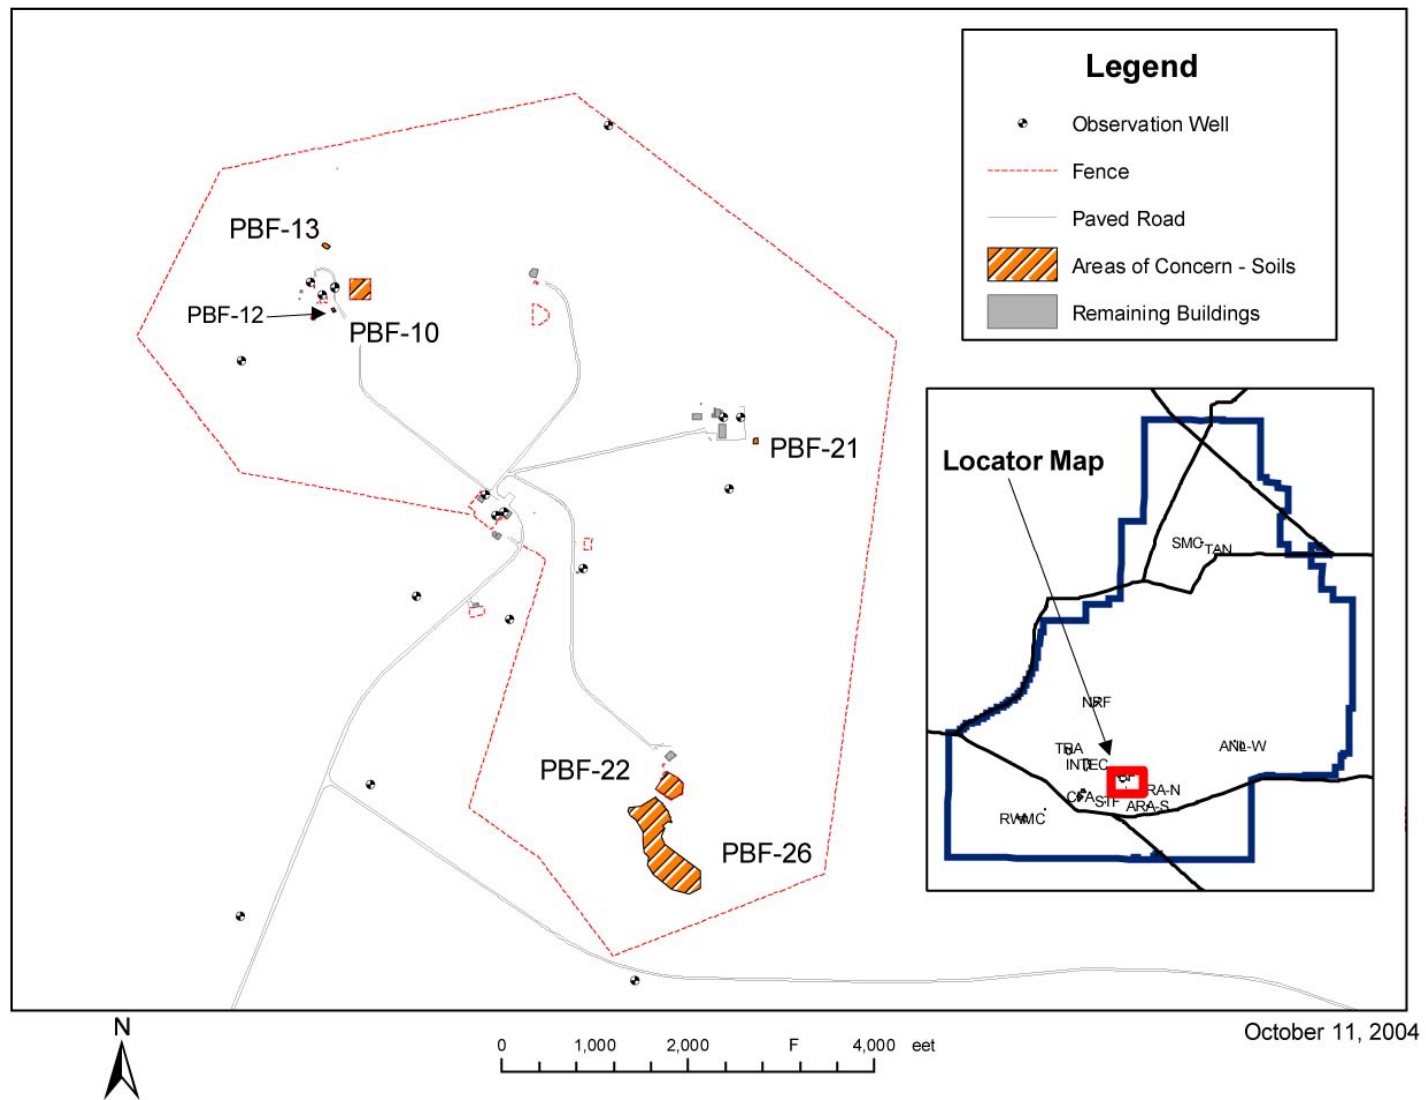 Legend
Observation Well
Fence
Paved Road
Areas of Concern - Soils
Remaining Buildings
PBF-13
PBF-12
PBF-10
PBF-21
PBF-22
PBF-26
Locator Map
SMC TAN
NRF
TRA
INTEC
ANL-W
CFA STF
RA-N
ARA-S
RWMC
October 11, 2004
N
0 1,000 2,000 F 4,000 eet